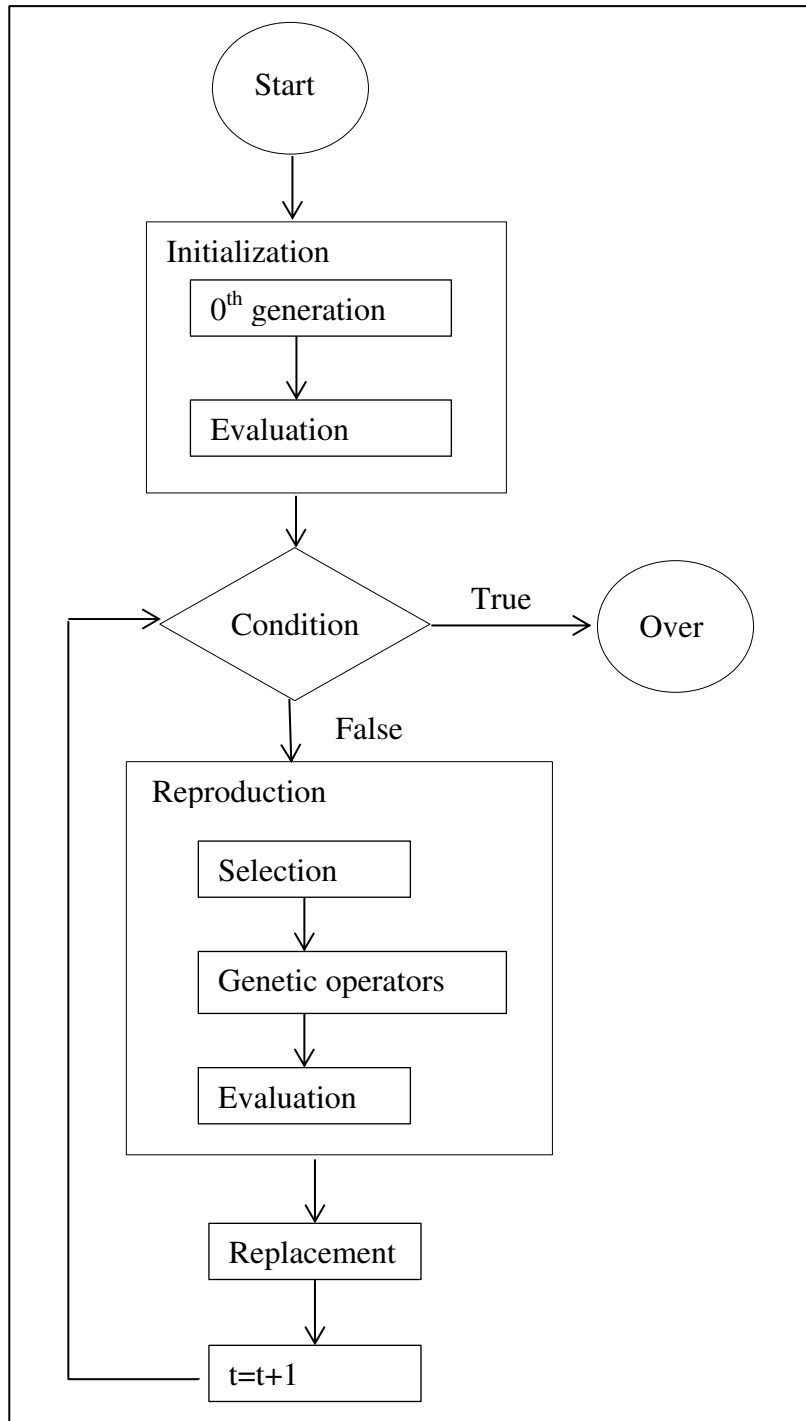 Start
Initialization
0th generation
Evaluation
Condition
True
Over
False
Reproduction
Selection
Genetic operators
Evaluation
Replacement
t=t+1